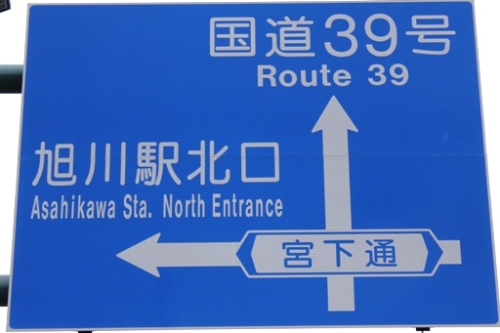 国道39号
Route 39
旭川駅北口
Asahikawa Sta. North Entrance
宮下通